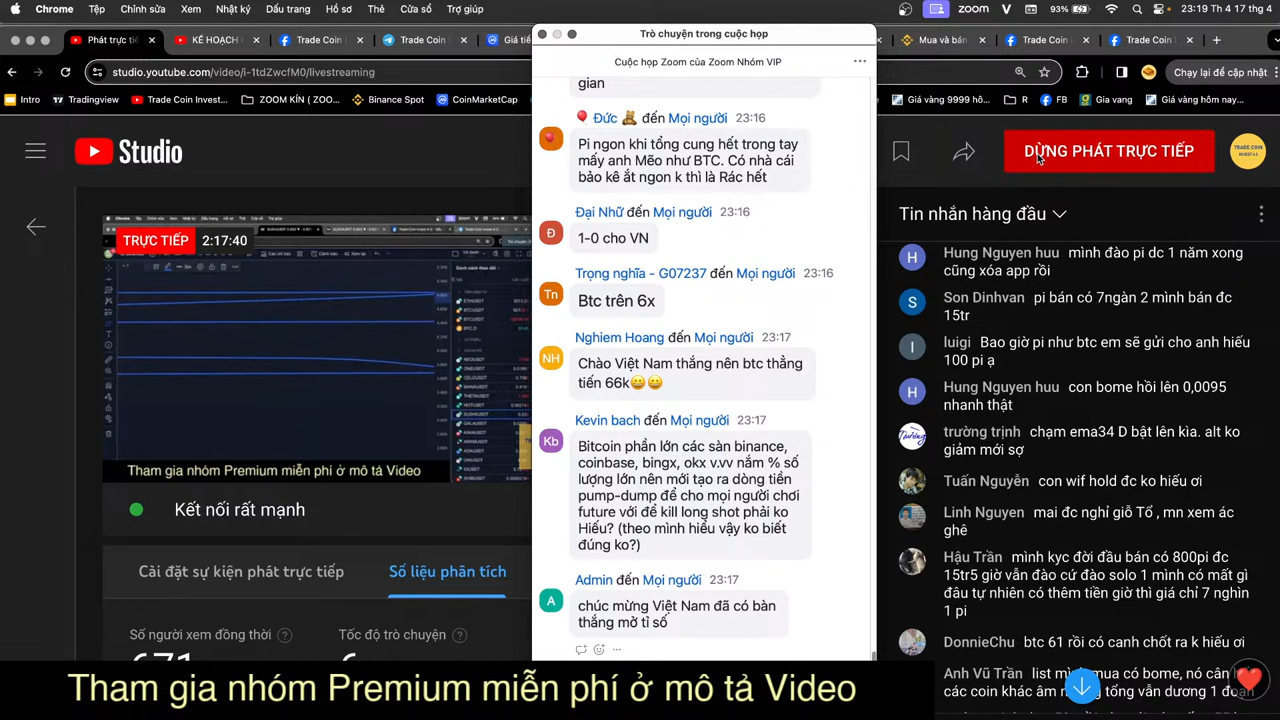 Chrome Tệp Chỉnh sửa Xem Nhật ký Dấu trang Hồ sơ Thẻ Cửa sổ Trợ giúp
93% 23:19 Th 4 17 thg 4
Phát trực tiế
KẾ HOẠCH
Trade Coin
Trade Coin
Giá tiề
Mua và bán
Trade Coin
Trade Coin
studio.youtube.com/video/i-1tdZwcfM0/livestreaming
Chạy lại để cập nhật
Intro
Tradingview
Trade Coin Invest...
ZOOM KÍN ( ZOO...
Binance Spot
CoinMarketCap
Giá vàng 9999 hô...
R
FB
Gia vang
Giá vàng hôm nay...
Studio
DỪNG PHÁT TRỰC TIẾP
TRỰC TIẾP
2:17:40
Tham gia nhóm Premium miễn phí ở mô tả Video
Kết nối rất mạnh
Cài đặt sự kiện phát trực tiếp
Số liệu phân tích
Số người xem đồng thời
Tốc độ trò chuyện
671
Trò chuyện trong cuộc họp
Cuộc họp Zoom của Zoom Nhóm VIP
gian
Đức đến Mọi người 23:16
Pi ngon khi tổng cung hết trong tay
mấy anh Mẽo như BTC. Có nhà cái
bảo kê ắt ngon k thì là Rác hết
Đại Nhữ đến Mọi người 23:16
Đ
1-0 cho VN
Trọng nghĩa - G07237 đến Mọi người 23:16
Tn
Btc trên 6x
Nghiem Hoang đến Mọi người 23:17
NH
Chào Việt Nam thắng nên btc thẳng
tiến 66k
Kevin bach đến Mọi người 23:17
Kb
Bitcoin phần lớn các sàn binance,
coinbase, bingx, okx v.vv nắm % số
lượng lớn nên mới tạo ra dòng tiền
pump-dump để cho mọi người chơi
future với để kill long shot phải ko
Hiếu? (theo mình hiểu vậy ko biết
đúng ko?)
Admin đến Mọi người 23:17
A
chúc mừng Việt Nam đã có bàn
thắng mở tỉ số
Tin nhắn hàng đầu
H
Hung Nguyen huu mình đào pi dc 1 năm xong
cung xóa app rồi
S
Son Dinhvan pi bán có 7ngàn 2 mình bán dc
15tr
I
luigi Bao giờ pi như btc em sẽ gửi cho anh hiếu
100 pi ạ
H
Hung Nguyen huu con bome hồi lên 0,0095
nhanh thật
trường trịnh chạm ema34 D bật lên kìa. alt ko
giảm mới sợ
Tuấn Nguyễn con wif hold đc ko hiếu ơi
Linh Nguyen mai đc nghỉ giỗ Tổ , mn xem ác
ghê
Hậu Trần mình kyc đời đầu bán có 800pi đc
15tr5 giờ vẫn đào cứ đào solo 1 mình có mất gì
đâu tự nhiên có thêm tiền giờ thì giá chỉ 7 nghìn
1 pi
DonnieChu btc 61 rồi có canh chốt ra k hiếu ơi
Anh Vũ Trần
các coin khác âm
tổng vẫn dương 1 đoạn
Tham gia nhóm Premium miễn phí ở mô tả Video